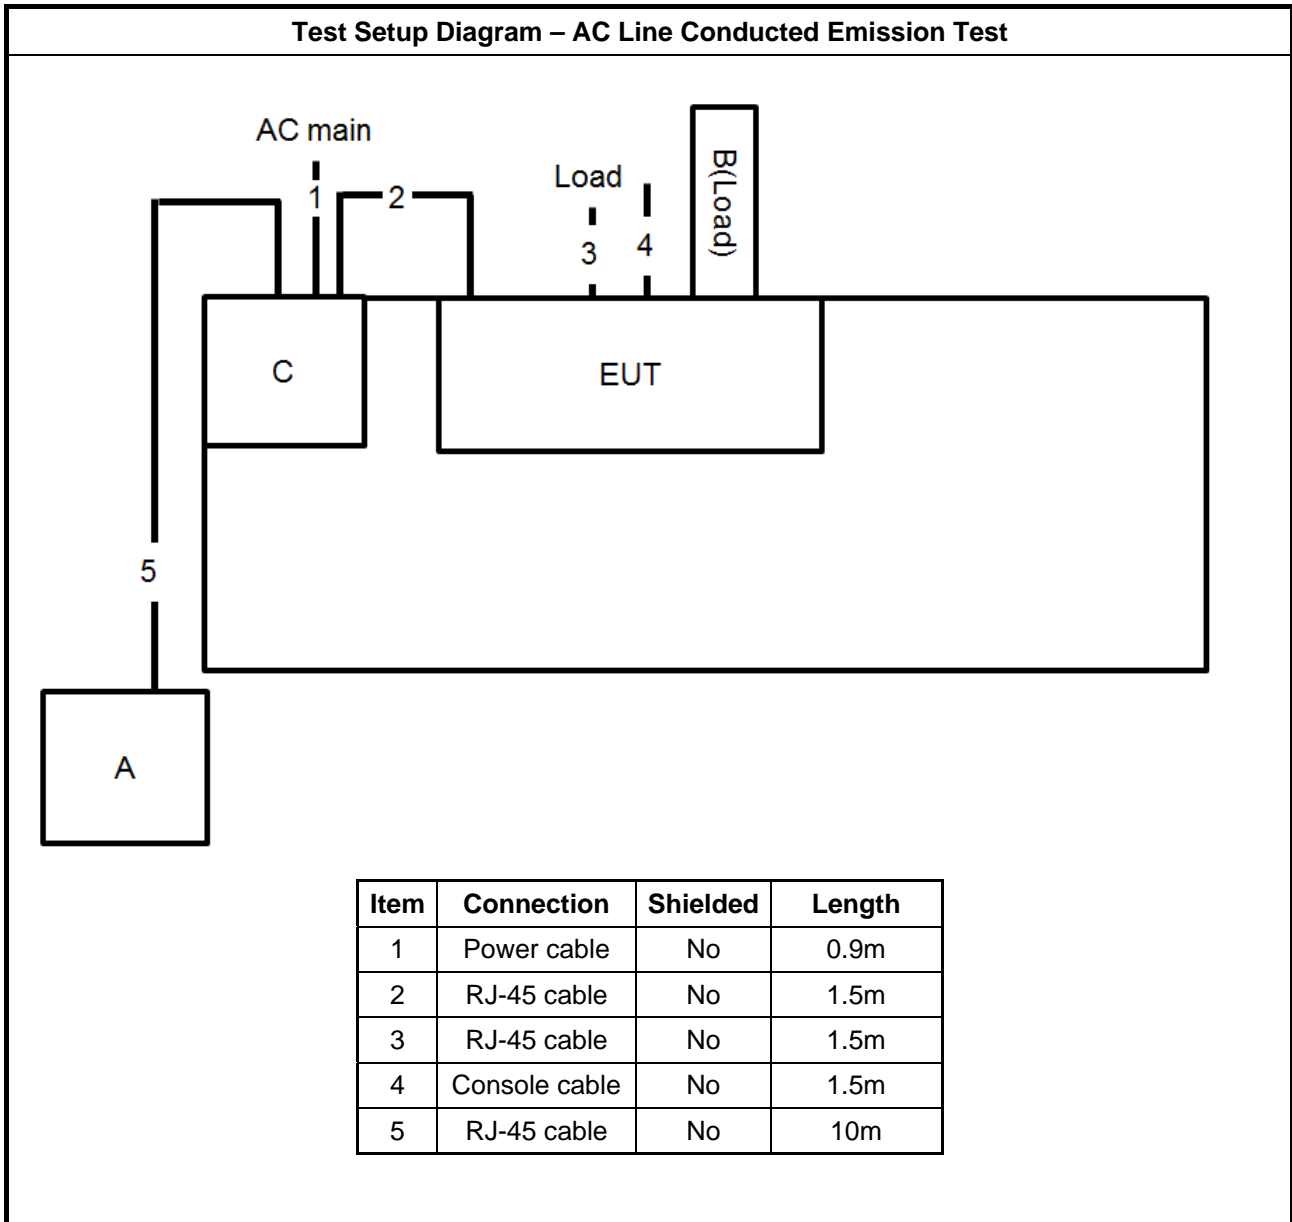 Test Setup Diagram – AC Line Conducted Emission Test
AC main
1
2
Load
3
4
B(Load)
C
EUT
5
A
Item Connection Shielded Length
1 Power cable No 0.9m
2 RJ-45 cable No 1.5m
3 RJ-45 cable No 1.5m
4 Console cable No 1.5m
5 RJ-45 cable No 10m